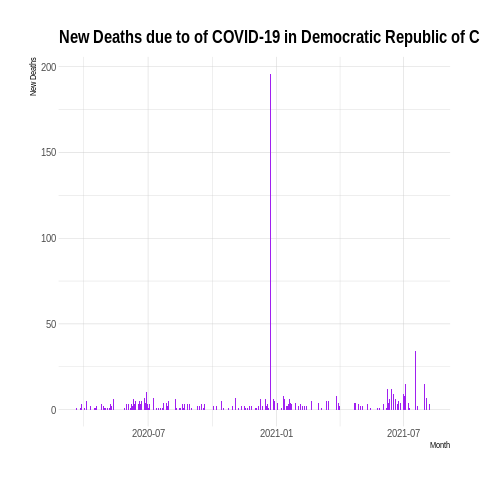 New Deaths due to of COVID-19 in Democratic Republic of C
New Deaths
200
150
100
50
0
2020-07
2021-01
2021-07
Month